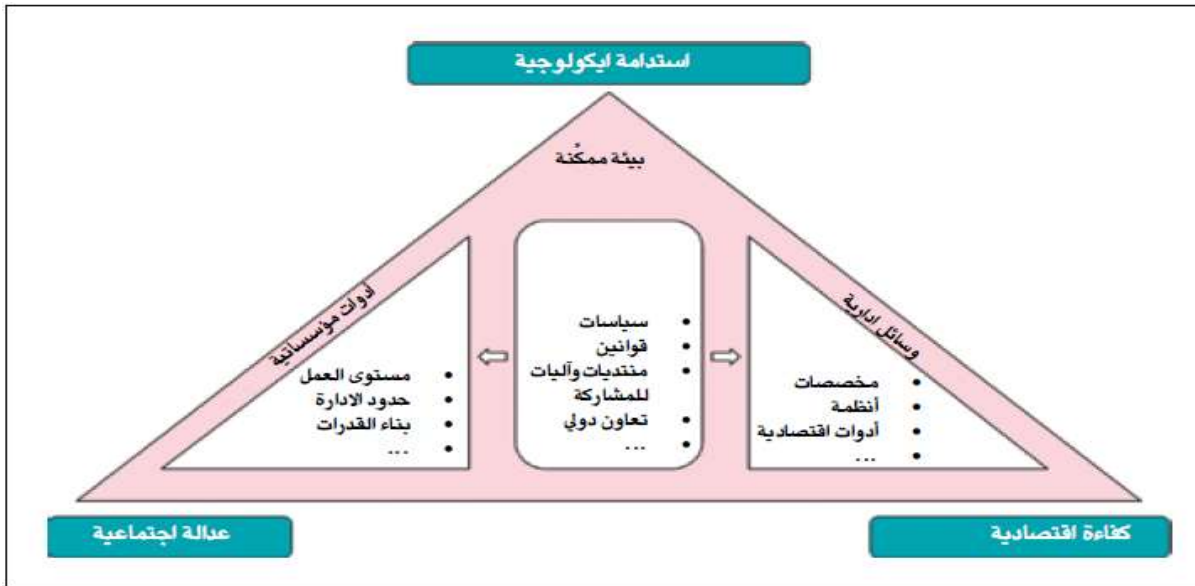 استدامة ايكولوجية
بيئة ممكّنة
وسائل ادارية
• مخصصات
• أنظمة
• أدوات اقتصادية
• ...
• سياسات
• قوانين
• منتديات وآليات
للمشاركة
• تعاون دولي
• ...
أدوات مؤسساتية
• مستوى العمل
• حدود الادارة
• بناء القدرات
• ...
كفاءة اقتصادية
عدالة اجتماعية